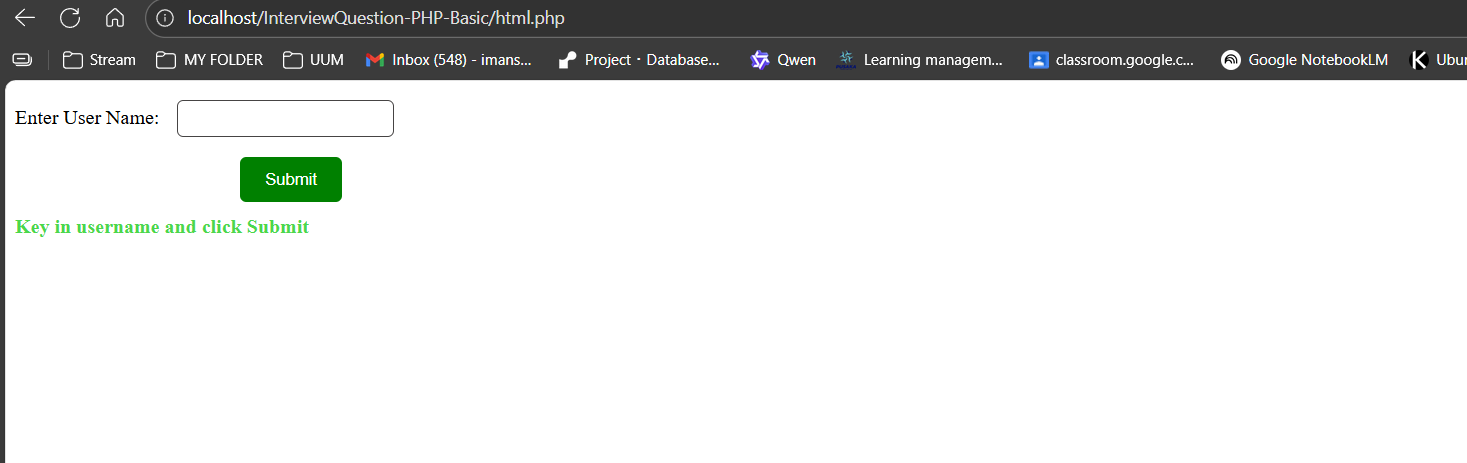 localhost/InterviewQuestion-PHP-Basic/html.php
Stream MY FOLDER UUM Inbox (548) - imans... Project · Database... Qwen Learning managem... classroom.google.c... Google NotebookLM Ubur
Enter User Name:
Submit
Key in username and click Submit